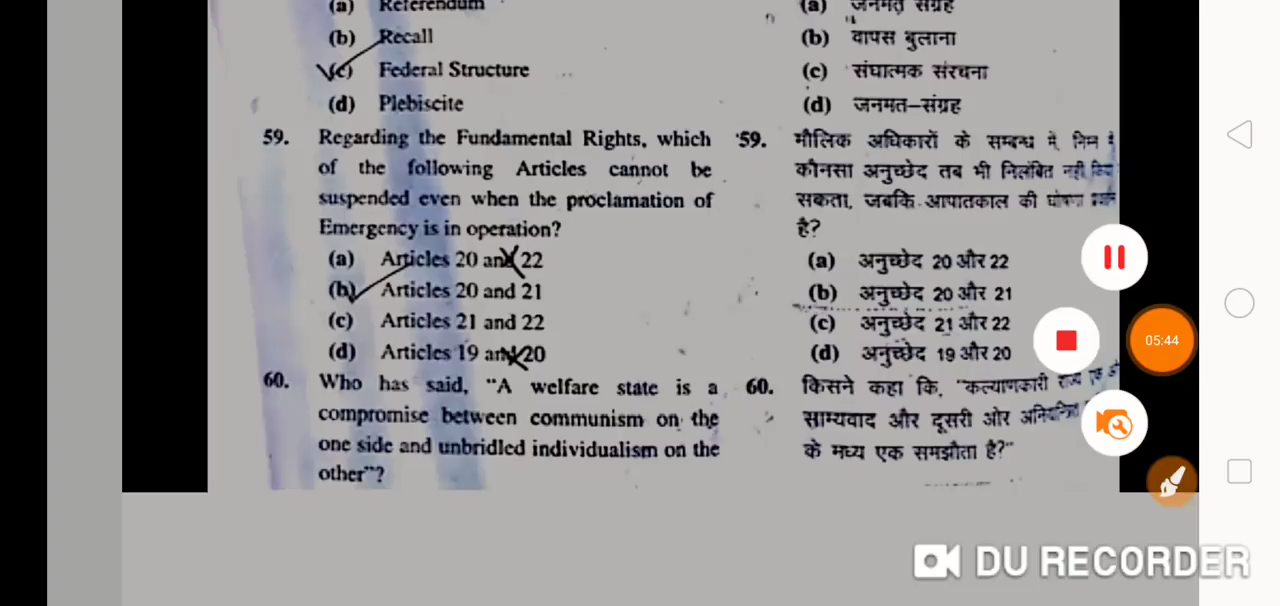 (a) Referendum
(b) Recall
(c) Federal Structure
(d) Plebiscite
59. Regarding the Fundamental Rights, which
of the following Articles cannot be
suspended even when the proclamation of
Emergency is in operation?
(a) Articles 20 and 22
(b) Articles 20 and 21
(c) Articles 21 and 22
(d) Articles 19 and 20
60. Who has said, "A welfare state is a
compromise between communism on the
one side and unbridled individualism on the
other"?
(a) जनमत संग्रह
(b) वापस बुलाना
(c) संघात्मक संरचना
(d) जनमत-संग्रह
59. मौलिक अधिकारों के सम्बन्ध में निम्न
कौनसा अनुच्छेद तब भी निलंबित नही
सकता, जबकि आपातकाल की घोषणा
है?
(a) अनुच्छेद 20 और 22
(b) अनुच्छेद 20 और 21
(c) अनुच्छेद 21 और 22
(d) अनुच्छेद 19 और 20
60. किसने कहा कि, "कल्याणकारी राज्य एक
साम्यवाद और दूसरी ओर
के मध्य एक समझौता है?"
05:44
DU RECORDER